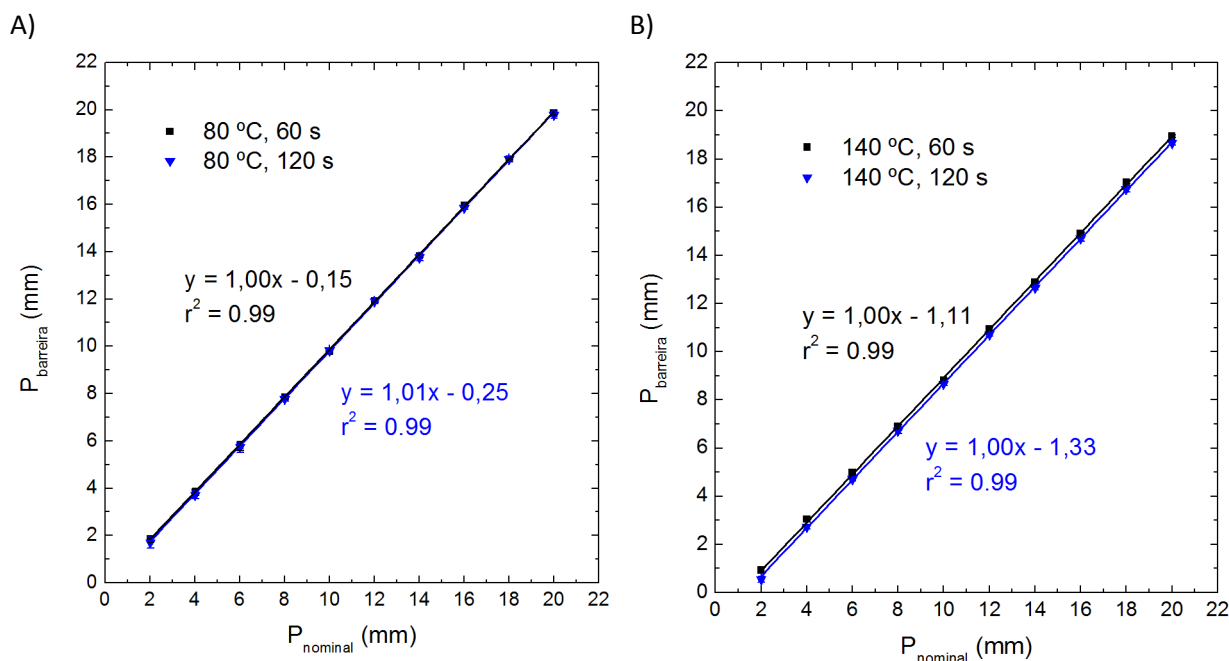 A)
22
20
18
16
14
12
10
8
6
4
2
0
P_barreira (mm)
80 ºC, 60 s
80 ºC, 120 s
y = 1,00x - 0,15
r² = 0.99
y = 1,01x - 0,25
r² = 0.99
0 2 4 6 8 10 12 14 16 18 20 22
P_nominal (mm)
B)
22
20
18
16
14
12
10
8
6
4
2
0
P_barreira (mm)
140 ºC, 60 s
140 ºC, 120 s
y = 1,00x - 1,11
r² = 0.99
y = 1,00x - 1,33
r² = 0.99
0 2 4 6 8 10 12 14 16 18 20 22
P_nominal (mm)